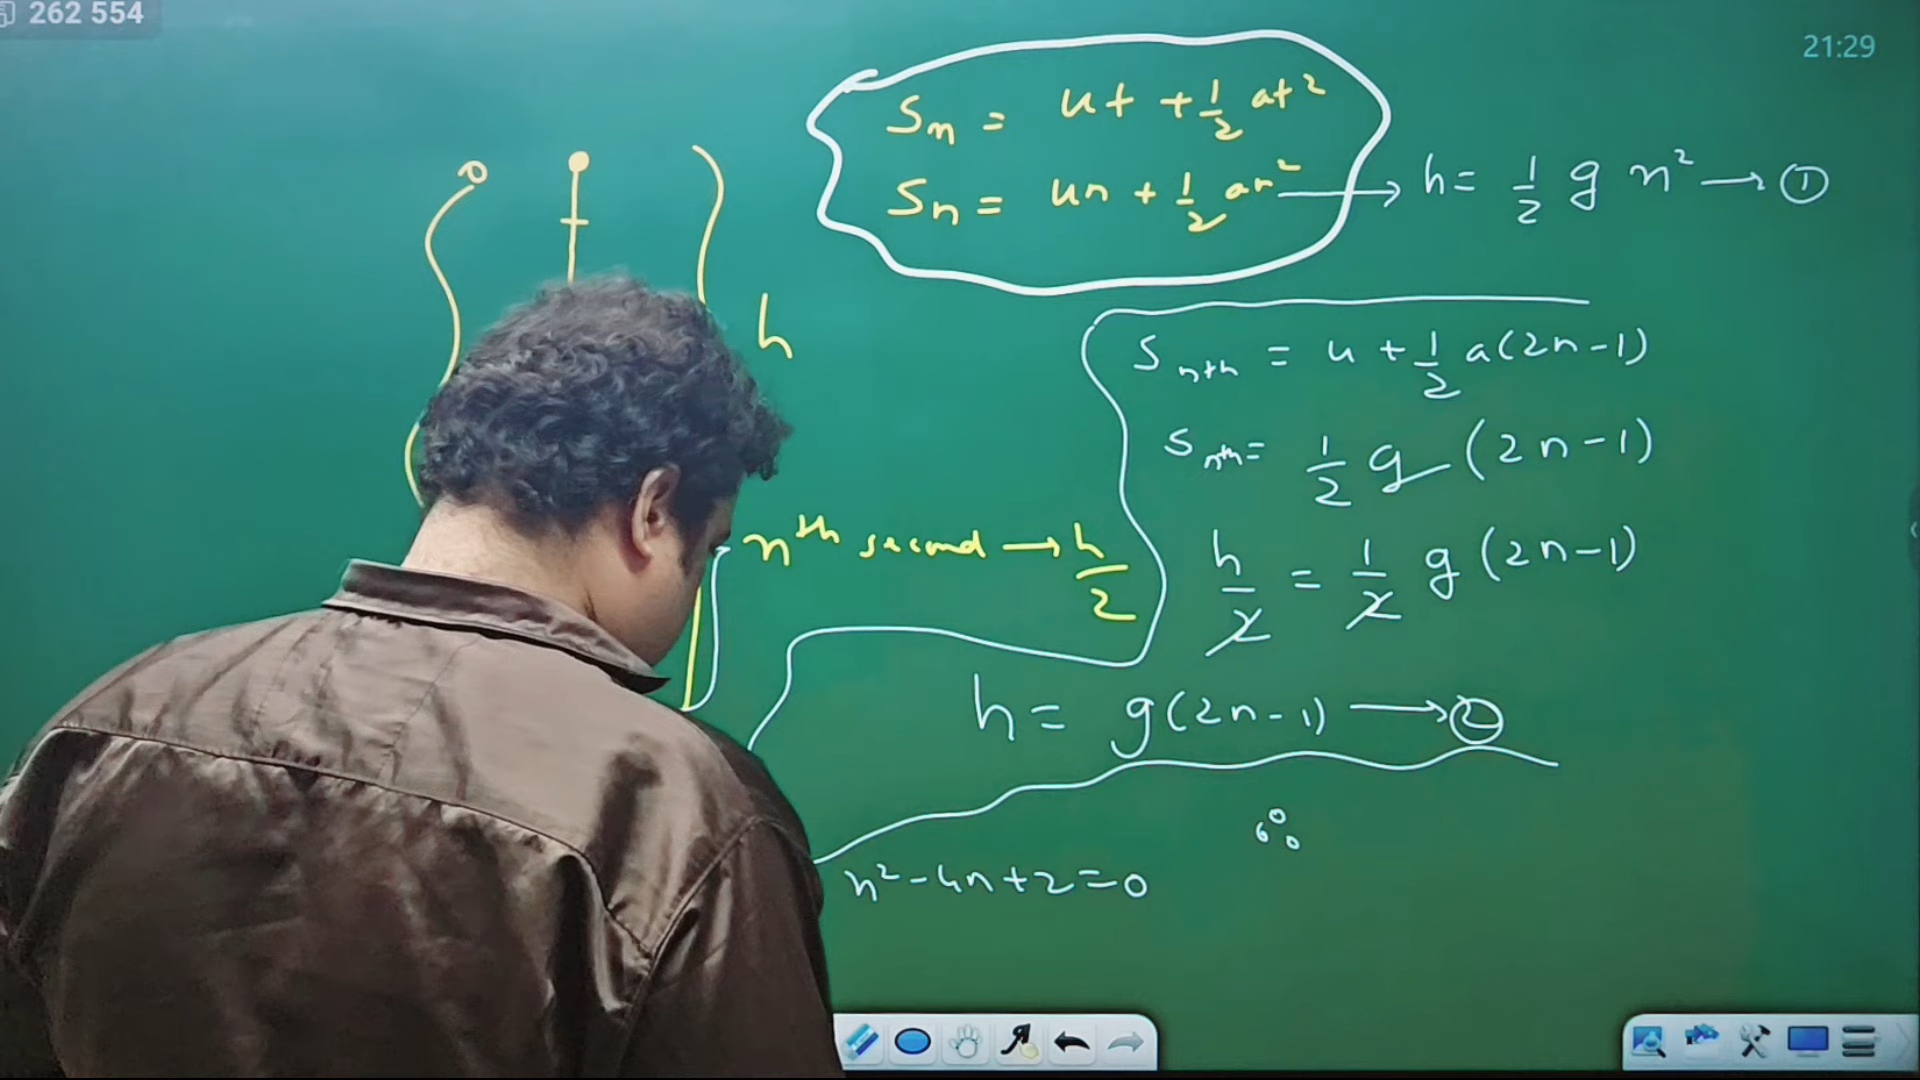 262 554
21:29
Sn = ut + 1/2 at²
Sn = un + 1/2 an² → h = 1/2 g n² → ①
h
S nth = u + 1/2 a(2n-1)
S nth = 1/2 g (2n-1)
nth second → h/2
h/2 = 1/2 g (2n-1)
h = g(2n-1) → ②
n² - 4n + 2 = 0